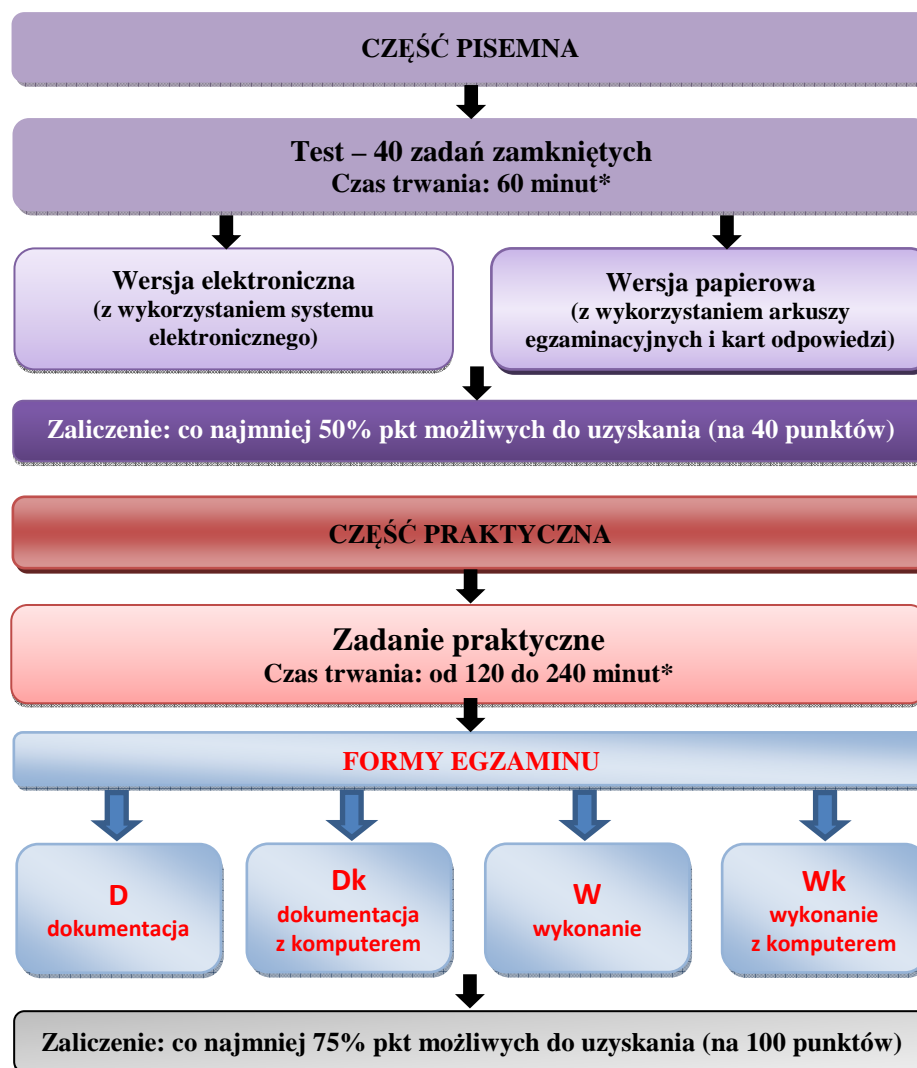 CZĘŚĆ PISEMNA
Test – 40 zadań zamkniętych
Czas trwania: 60 minut*
Wersja elektroniczna
(z wykorzystaniem systemu
elektronicznego)
Wersja papierowa
(z wykorzystaniem arkuszy
egzaminacyjnych i kart odpowiedzi)
Zaliczenie: co najmniej 50% pkt możliwych do uzyskania (na 40 punktów)
CZĘŚĆ PRAKTYCZNA
Zadanie praktyczne
Czas trwania: od 120 do 240 minut*
FORMY EGZAMINU
D
dokumentacja
Dk
dokumentacja
z komputerem
W
wykonanie
Wk
wykonanie
z komputerem
Zaliczenie: co najmniej 75% pkt możliwych do uzyskania (na 100 punktów)